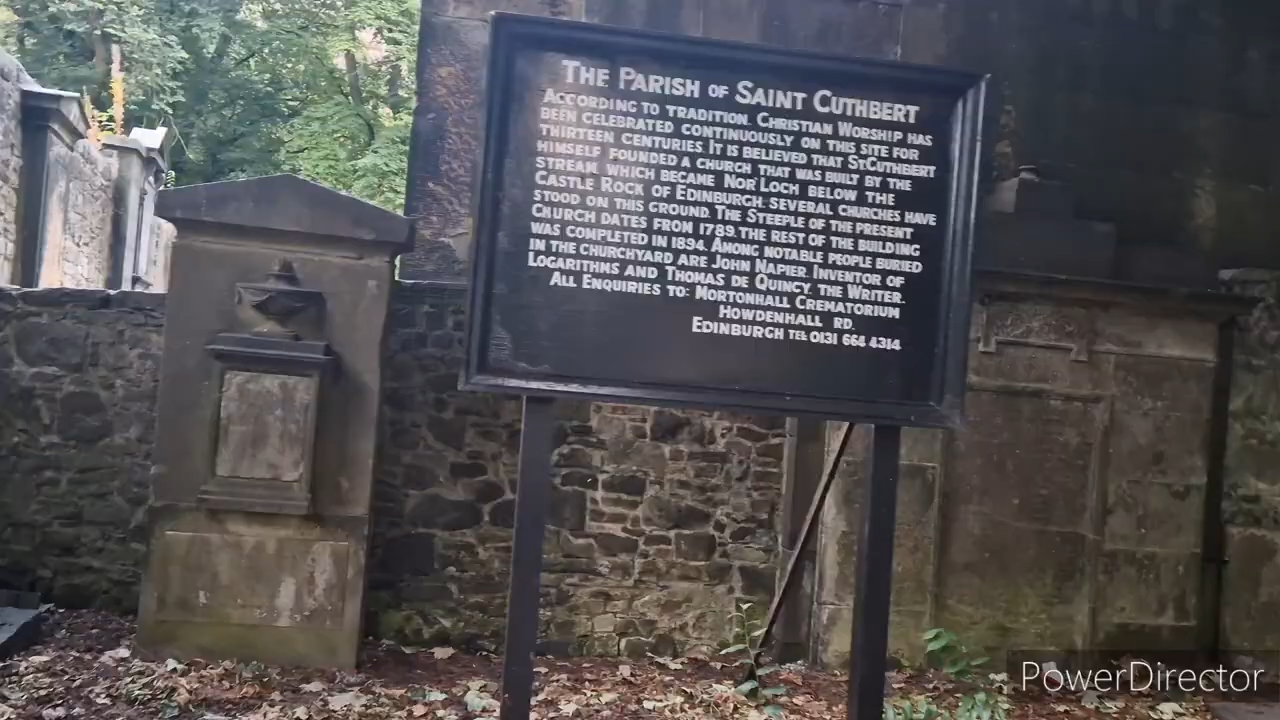 THE PARISH OF SAINT CUTHBERT
ACCORDING TO TRADITION. CHRISTIAN WORSHIP HAS
BEEN CELEBRATED CONTINUOUSLY ON THIS SITE FOR
THIRTEEN CENTURIES. IT IS BELIEVED THAT ST.CUTHBERT
HIMSELF FOUNDED A CHURCH THAT WAS BUILT BY THE
STREAM WHICH BECAME NOR' LOCH BELOW THE
CASTLE ROCK OF EDINBURGH. SEVERAL CHURCHES HAVE
STOOD ON THIS GROUND. THE STEEPLE OF THE PRESENT
CHURCH DATES FROM 1789. THE REST OF THE BUILDING
WAS COMPLETED IN 1894. AMONG NOTABLE PEOPLE BURIED
IN THE CHURCHYARD ARE JOHN NAPIER. INVENTOR OF
LOGARITHMS AND THOMAS DE QUINCY. THE WRITER.
ALL ENQUIRIES TO: MORTONHALL CREMATORIUM
HOWDENHALL RD.
EDINBURGH TEL 0131 664 4314
PowerDirector